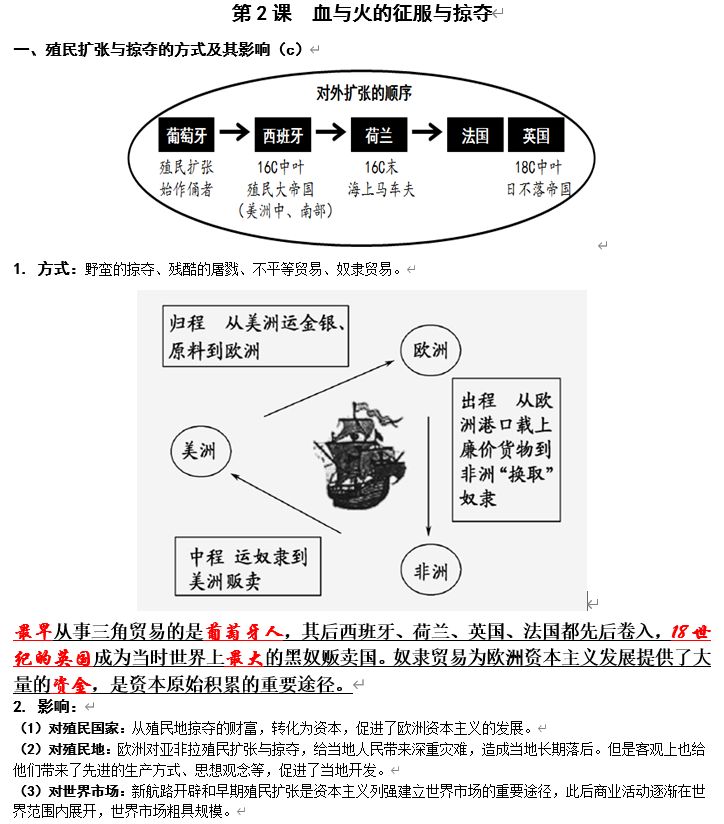 第 2 课　血与火的征服与掠夺
一、殖民扩张与掠夺的方式及其影响（c）
对外扩张的顺序
葡萄牙 西班牙 荷兰 法国 英国
殖民扩张 16C中叶 16C末 18C中叶
始作俑者 殖民大帝国 海上马车夫 日不落帝国
（美洲中、南部）
1. 方式：野蛮的掠夺、残酷的屠戮、不平等贸易、奴隶贸易。
归程　从美洲运金银、
原料到欧洲
欧洲
出程　从欧
洲港口载上
廉价货物到
非洲“换取”
奴隶
美洲
中程 运奴隶到
美洲贩卖
非洲
最早从事三角贸易的是葡萄牙人，其后西班牙、荷兰、英国、法国都先后卷入，18世
纪的英国成为当时世界上最大的黑奴贩卖国。奴隶贸易为欧洲资本主义发展提供了大
量的资金，是资本原始积累的重要途径。
2. 影响：
（1）对殖民国家：从殖民地掠夺的财富，转化为资本，促进了欧洲资本主义的发展。
（2）对殖民地：欧洲对亚非拉殖民扩张与掠夺，给当地人民带来深重灾难，造成当地长期落后。但是客观上也给
他们带来了先进的生产方式、思想观念等，促进了当地开发。
（3）对世界市场：新航路开辟和早期殖民扩张是资本主义列强建立世界市场的重要途径，此后商业活动逐渐在世
界范围内展开，世界市场粗具规模。